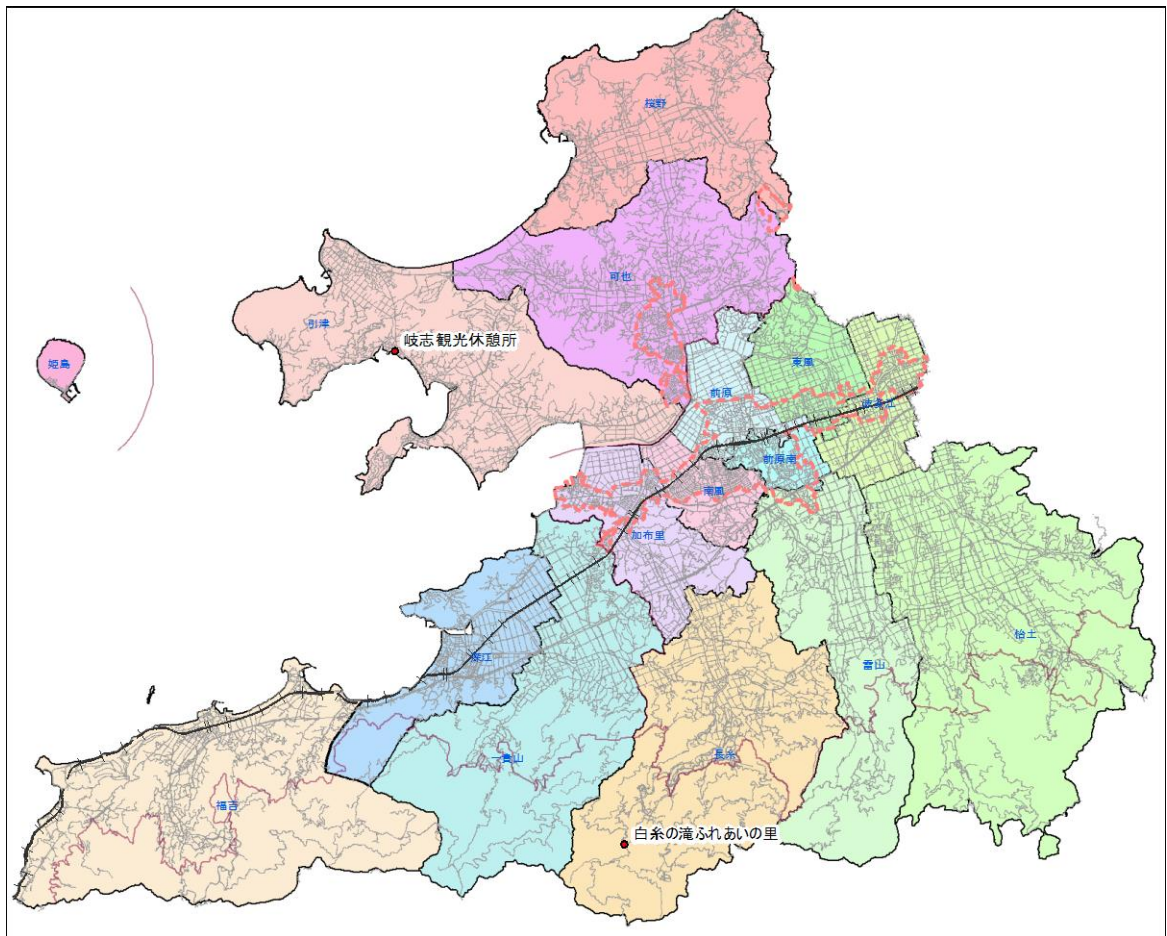 桜野
可也
引津
岐志観光休憩所
姫島
東風
前原
波多江
前原南
南風
加布里
深江
怡土
雷山
一貴山
長糸
福吉
白糸の滝ふれあいの里